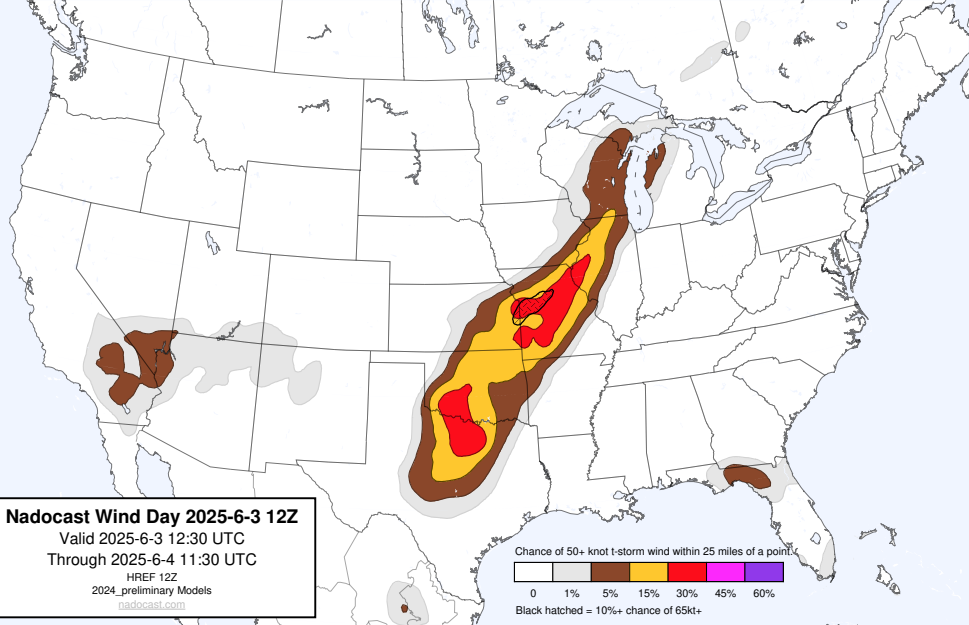 Nadocast Wind Day 2025-6-3 12Z
Valid 2025-6-3 12:30 UTC
Through 2025-6-4 11:30 UTC
HREF 12Z
2024_preliminary Models
nadocast.com
Chance of 50+ knot t-storm wind within 25 miles of a point.
0 1% 5% 15% 30% 45% 60%
Black hatched = 10%+ chance of 65kt+